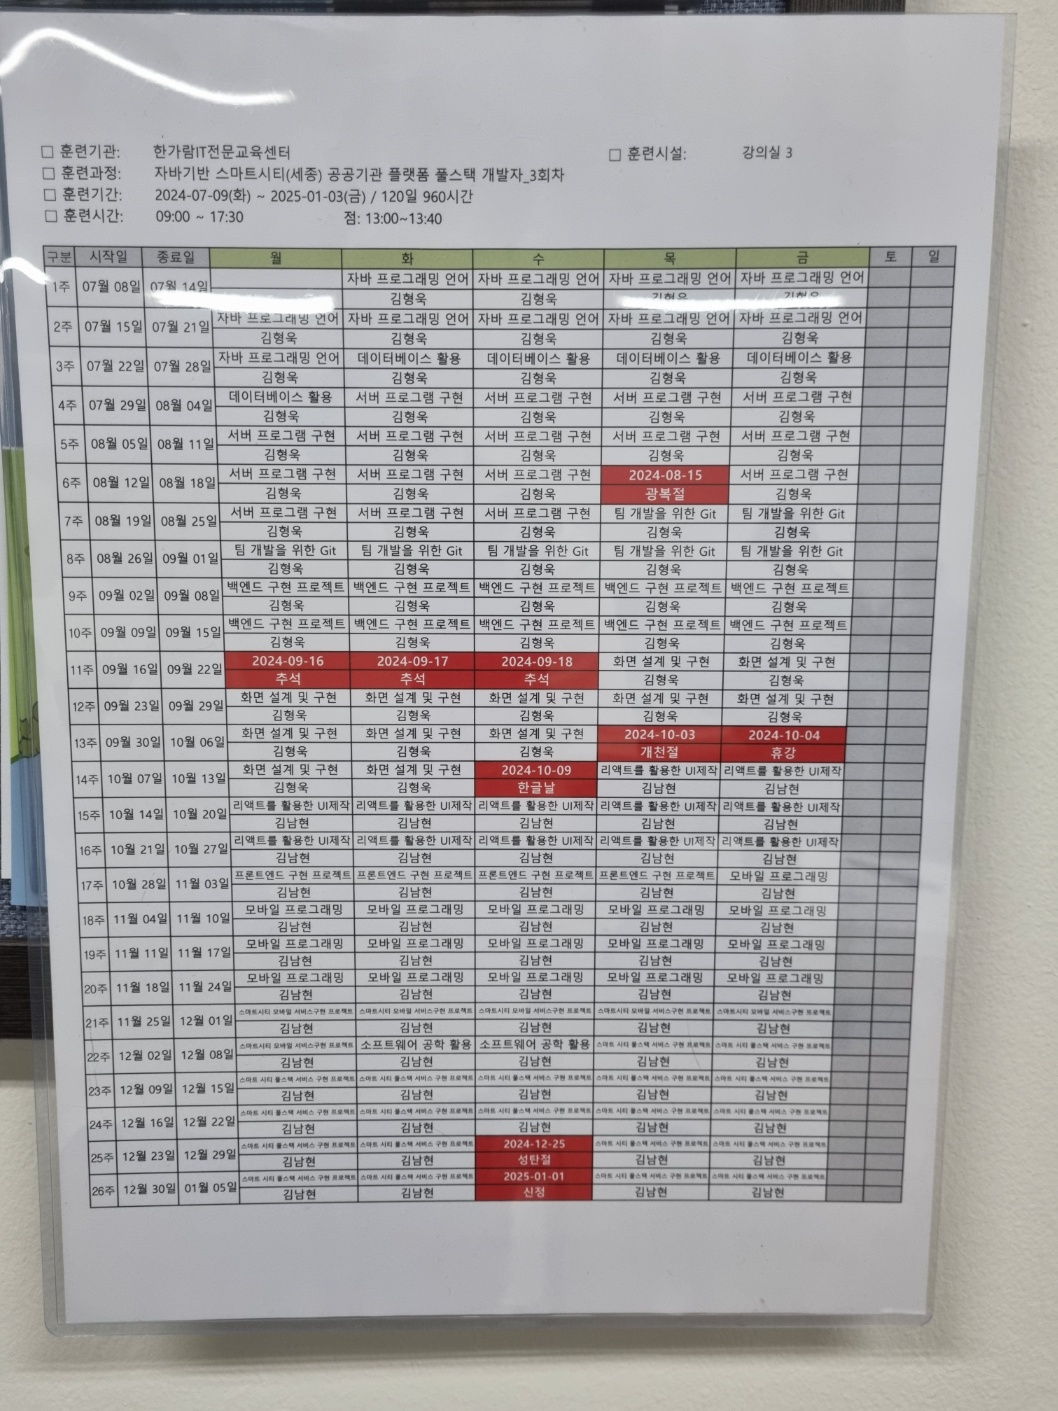 □ 훈련기관: 한가람IT전문교육센터 □ 훈련시설: 강의실 3
□ 훈련과정: 자바기반 스마트시티(세종) 공공기관 플랫폼 풀스택 개발자_3회차
□ 훈련기간: 2024-07-09(화) ~ 2025-01-03(금) / 120일 960시간
□ 훈련시간: 09:00 ~ 17:30 점: 13:00~13:40
구분 시작일 종료일 월 화 수 목 금 토 일
1주 07월 08일 07월 14일 자바 프로그래밍 언어 자바 프로그래밍 언어 자바 프로그래밍 언어 자바 프로그래밍 언어
김형욱 김형욱 김형욱 김형욱
2주 07월 15일 07월 21일 자바 프로그래밍 언어 자바 프로그래밍 언어 자바 프로그래밍 언어 자바 프로그래밍 언어 자바 프로그래밍 언어
김형욱 김형욱 김형욱 김형욱 김형욱
3주 07월 22일 07월 28일 자바 프로그래밍 언어 데이터베이스 활용 데이터베이스 활용 데이터베이스 활용 데이터베이스 활용
김형욱 김형욱 김형욱 김형욱 김형욱
4주 07월 29일 08월 04일 데이터베이스 활용 서버 프로그램 구현 서버 프로그램 구현 서버 프로그램 구현 서버 프로그램 구현
김형욱 김형욱 김형욱 김형욱 김형욱
5주 08월 05일 08월 11일 서버 프로그램 구현 서버 프로그램 구현 서버 프로그램 구현 서버 프로그램 구현 서버 프로그램 구현
김형욱 김형욱 김형욱 김형욱 김형욱
6주 08월 12일 08월 18일 서버 프로그램 구현 서버 프로그램 구현 서버 프로그램 구현 2024-08-15 서버 프로그램 구현
김형욱 김형욱 김형욱 광복절 김형욱
7주 08월 19일 08월 25일 서버 프로그램 구현 서버 프로그램 구현 서버 프로그램 구현 팀 개발을 위한 Git 팀 개발을 위한 Git
김형욱 김형욱 김형욱 김형욱 김형욱
8주 08월 26일 09월 01일 팀 개발을 위한 Git 팀 개발을 위한 Git 팀 개발을 위한 Git 팀 개발을 위한 Git 팀 개발을 위한 Git
김형욱 김형욱 김형욱 김형욱 김형욱
9주 09월 02일 09월 08일 백엔드 구현 프로젝트 백엔드 구현 프로젝트 백엔드 구현 프로젝트 백엔드 구현 프로젝트 백엔드 구현 프로젝트
김형욱 김형욱 김형욱 김형욱 김형욱
10주 09월 09일 09월 15일 백엔드 구현 프로젝트 백엔드 구현 프로젝트 백엔드 구현 프로젝트 백엔드 구현 프로젝트 백엔드 구현 프로젝트
김형욱 김형욱 김형욱 김형욱 김형욱
11주 09월 16일 09월 22일 2024-09-16 2024-09-17 2024-09-18 화면 설계 및 구현 화면 설계 및 구현
추석 추석 추석 김형욱 김형욱
12주 09월 23일 09월 29일 화면 설계 및 구현 화면 설계 및 구현 화면 설계 및 구현 화면 설계 및 구현 화면 설계 및 구현
김형욱 김형욱 김형욱 김형욱 김형욱
13주 09월 30일 10월 06일 화면 설계 및 구현 화면 설계 및 구현 화면 설계 및 구현 2024-10-03 2024-10-04
김형욱 김형욱 김형욱 개천절 휴강
14주 10월 07일 10월 13일 화면 설계 및 구현 화면 설계 및 구현 2024-10-09 리액트를 활용한 UI제작 리액트를 활용한 UI제작
김형욱 김형욱 한글날 김남현 김남현
15주 10월 14일 10월 20일 리액트를 활용한 UI제작 리액트를 활용한 UI제작 리액트를 활용한 UI제작 리액트를 활용한 UI제작 리액트를 활용한 UI제작
김남현 김남현 김남현 김남현 김남현
16주 10월 21일 10월 27일 리액트를 활용한 UI제작 리액트를 활용한 UI제작 리액트를 활용한 UI제작 리액트를 활용한 UI제작 리액트를 활용한 UI제작
김남현 김남현 김남현 김남현 김남현
17주 10월 28일 11월 03일 프론트엔드 구현 프로젝트 프론트엔드 구현 프로젝트 프론트엔드 구현 프로젝트 프론트엔드 구현 프로젝트 모바일 프로그래밍
김남현 김남현 김남현 김남현 김남현
18주 11월 04일 11월 10일 모바일 프로그래밍 모바일 프로그래밍 모바일 프로그래밍 모바일 프로그래밍 모바일 프로그래밍
김남현 김남현 김남현 김남현 김남현
19주 11월 11일 11월 17일 모바일 프로그래밍 모바일 프로그래밍 모바일 프로그래밍 모바일 프로그래밍 모바일 프로그래밍
김남현 김남현 김남현 김남현 김남현
20주 11월 18일 11월 24일 모바일 프로그래밍 모바일 프로그래밍 모바일 프로그래밍 모바일 프로그래밍 모바일 프로그래밍
김남현 김남현 김남현 김남현 김남현
21주 11월 25일 12월 01일 스마트시티 모바일 서비스구현 프로젝트 스마트시티 모바일 서비스구현 프로젝트 스마트시티 모바일 서비스구현 프로젝트 스마트시티 모바일 서비스구현 프로젝트 스마트시티 모바일 서비스구현 프로젝트
김남현 김남현 김남현 김남현 김남현
22주 12월 02일 12월 08일 스마트시티 모바일 서비스구현 프로젝트 소프트웨어 공학 활용 소프트웨어 공학 활용 스마트 시티 풀스택 서비스 구현 프로젝트 스마트 시티 풀스택 서비스 구현 프로젝트
김남현 김남현 김남현 김남현 김남현
23주 12월 09일 12월 15일 스마트 시티 풀스택 서비스 구현 프로젝트 스마트 시티 풀스택 서비스 구현 프로젝트 스마트 시티 풀스택 서비스 구현 프로젝트 스마트 시티 풀스택 서비스 구현 프로젝트 스마트 시티 풀스택 서비스 구현 프로젝트
김남현 김남현 김남현 김남현 김남현
24주 12월 16일 12월 22일 스마트 시티 풀스택 서비스 구현 프로젝트 스마트 시티 풀스택 서비스 구현 프로젝트 스마트 시티 풀스택 서비스 구현 프로젝트 스마트 시티 풀스택 서비스 구현 프로젝트 스마트 시티 풀스택 서비스 구현 프로젝트
김남현 김남현 김남현 김남현 김남현
25주 12월 23일 12월 29일 스마트 시티 풀스택 서비스 구현 프로젝트 스마트 시티 풀스택 서비스 구현 프로젝트 2024-12-25 스마트 시티 풀스택 서비스 구현 프로젝트 스마트 시티 풀스택 서비스 구현 프로젝트
김남현 김남현 성탄절 김남현 김남현
26주 12월 30일 01월 05일 스마트 시티 풀스택 서비스 구현 프로젝트 스마트 시티 풀스택 서비스 구현 프로젝트 2025-01-01 스마트 시티 풀스택 서비스 구현 프로젝트 스마트 시티 풀스택 서비스 구현 프로젝트
김남현 김남현 신정 김남현 김남현